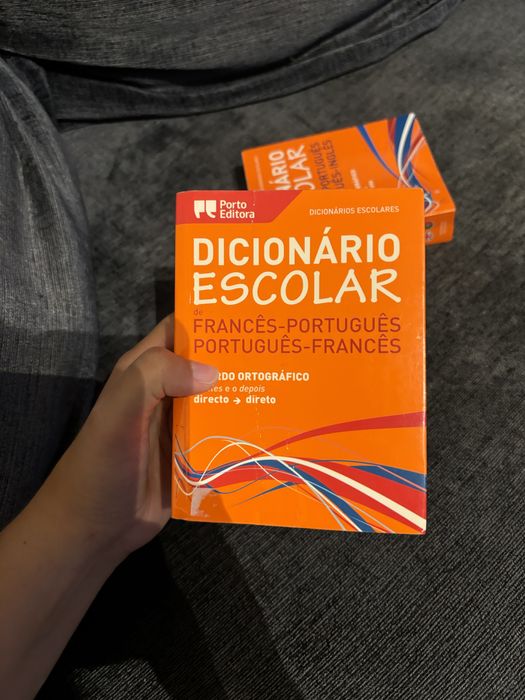 Porto
Editora
DICIONÁRIOS ESCOLARES
DICIONÁRIO
ESCOLAR
de
FRANCÊS-PORTUGUÊS
PORTUGUÊS-FRANCÊS
ORTOGRÁFICO
e o depois
directo → direto